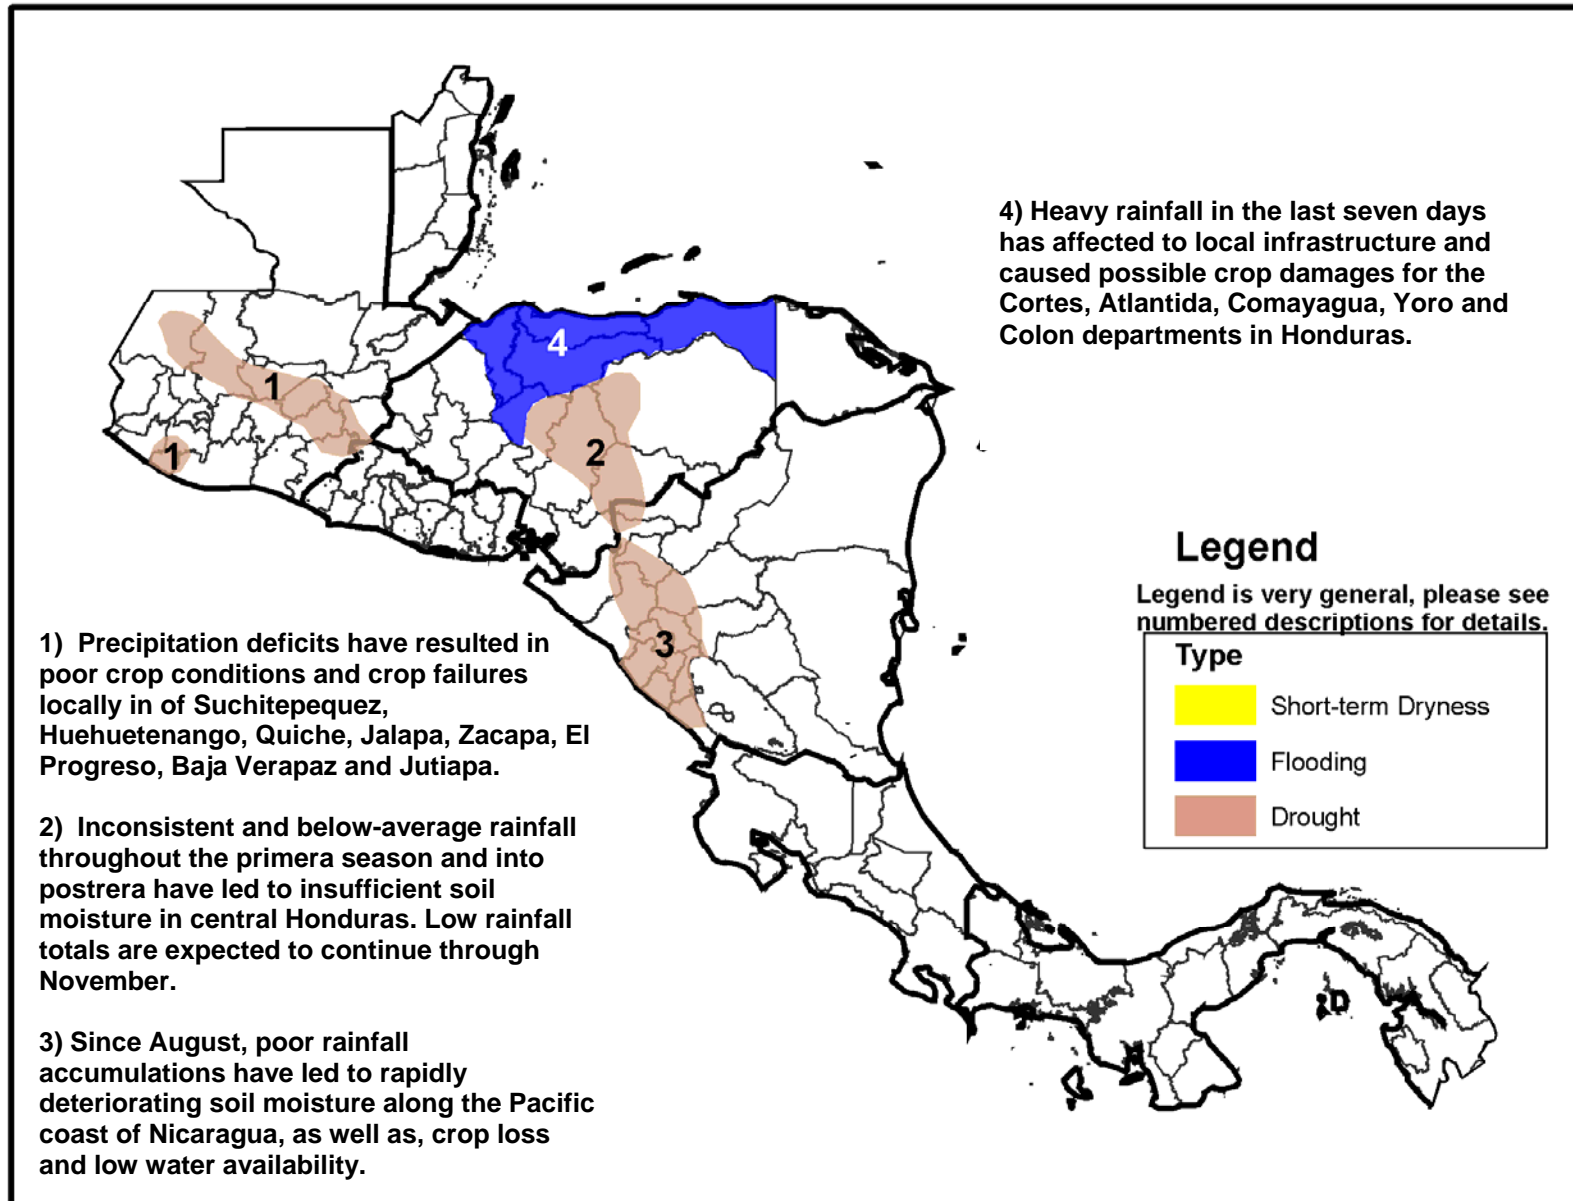 4) Heavy rainfall in the last seven days
has affected to local infrastructure and
caused possible crop damages for the
Cortes, Atlantida, Comayagua, Yoro and
Colon departments in Honduras.
4
1
2
1
3
Legend
Legend is very general, please see
numbered descriptions for details.
Type
Short-term Dryness
Flooding
Drought
1)  Precipitation deficits have resulted in
poor crop conditions and crop failures
locally in of Suchitepequez,
Huehuetenango, Quiche, Jalapa, Zacapa, El
Progreso, Baja Verapaz and Jutiapa.
2)  Inconsistent and below-average rainfall
throughout the primera season and into
postrera have led to insufficient soil
moisture in central Honduras. Low rainfall
totals are expected to continue through
November.
3) Since August, poor rainfall
accumulations have led to rapidly
deteriorating soil moisture along the Pacific
coast of Nicaragua, as well as, crop loss
and low water availability.